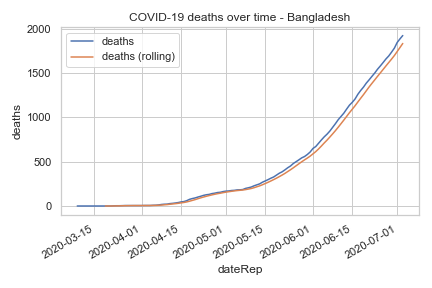 COVID-19 deaths over time - Bangladesh
deaths
deaths (rolling)
2000
1500
1000
500
0
deaths
2020-03-15
2020-04-01
2020-04-15
2020-05-01
2020-05-15
2020-06-01
2020-06-15
2020-07-01
dateRep